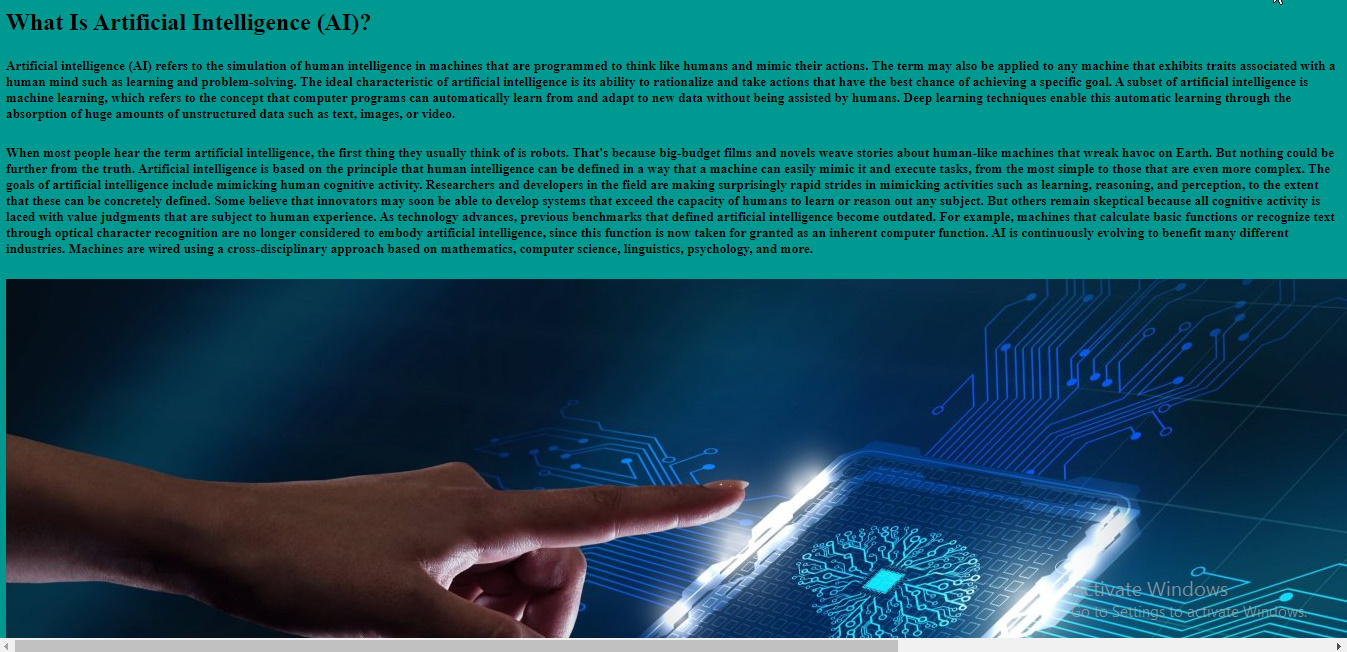 What Is Artificial Intelligence (AI)?
Artificial intelligence (AI) refers to the simulation of human intelligence in machines that are programmed to think like humans and mimic their actions. The term may also be applied to any machine that exhibits traits associated with a
human mind such as learning and problem-solving. The ideal characteristic of artificial intelligence is its ability to rationalize and take actions that have the best chance of achieving a specific goal. A subset of artificial intelligence is
machine learning, which refers to the concept that computer programs can automatically learn from and adapt to new data without being assisted by humans. Deep learning techniques enable this automatic learning through the
absorption of huge amounts of unstructured data such as text, images, or video.
When most people hear the term artificial intelligence, the first thing they usually think of is robots. That's because big-budget films and novels weave stories about human-like machines that wreak havoc on Earth. But nothing could be
further from the truth. Artificial intelligence is based on the principle that human intelligence can be defined in a way that a machine can easily mimic it and execute tasks, from the most simple to those that are even more complex. The
goals of artificial intelligence include mimicking human cognitive activity. Researchers and developers in the field are making surprisingly rapid strides in mimicking activities such as learning, reasoning, and perception, to the extent
that these can be concretely defined. Some believe that innovators may soon be able to develop systems that exceed the capacity of humans to learn or reason out any subject. But others remain skeptical because all cognitive activity is
laced with value judgments that are subject to human experience. As technology advances, previous benchmarks that defined artificial intelligence become outdated. For example, machines that calculate basic functions or recognize text
through optical character recognition are no longer considered to embody artificial intelligence, since this function is now taken for granted as an inherent computer function. AI is continuously evolving to benefit many different
industries. Machines are wired using a cross-disciplinary approach based on mathematics, computer science, linguistics, psychology, and more.
Activate Windows
Go to Settings to activate Windows.